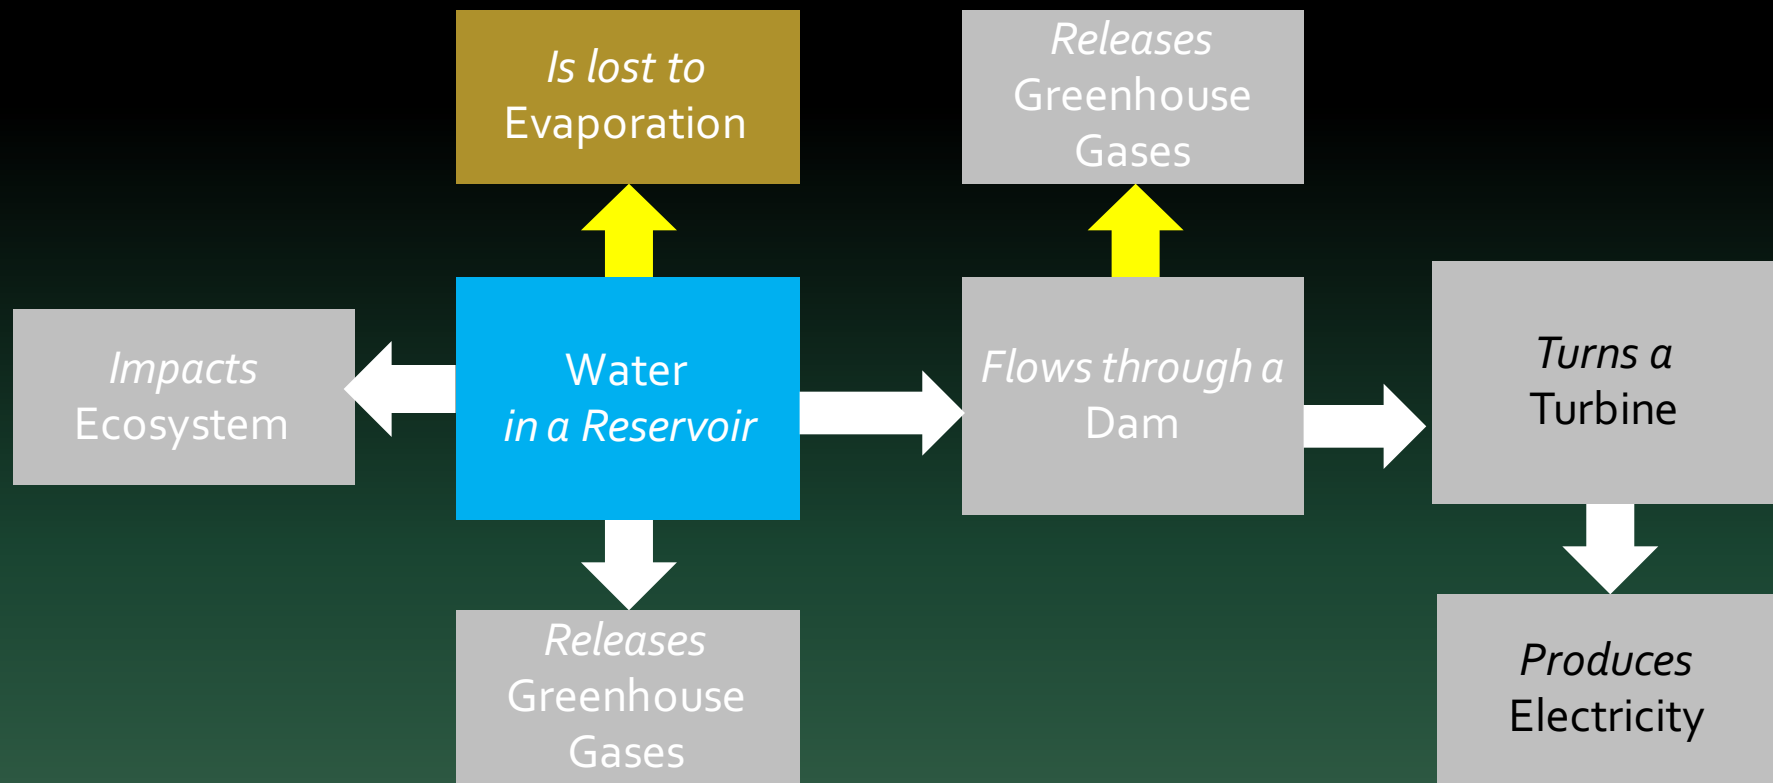 Is lost to
Evaporation
Releases
Greenhouse
Gases
Impacts
Ecosystem
Water
in a Reservoir
Flows through a
Dam
Turns a
Turbine
Releases
Greenhouse
Gases
Produces
Electricity